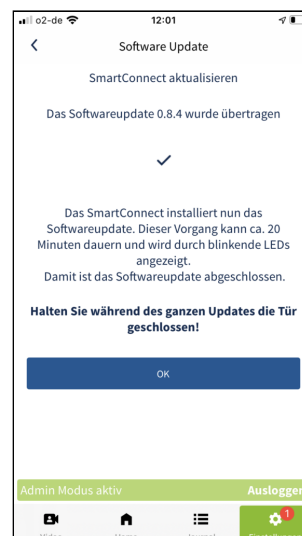 o2-de 12:01
Software Update
SmartConnect aktualisieren
Das Softwareupdate 0.8.4 wurde übertragen
Das SmartConnect installiert nun das
Softwareupdate. Dieser Vorgang kann ca. 20
Minuten dauern und wird durch blinkende LEDs
angezeigt.
Damit ist das Softwareupdate abgeschlossen.
Halten Sie während des ganzen Updates die Tür
geschlossen!
OK
Admin Modus aktiv Ausloggen
1